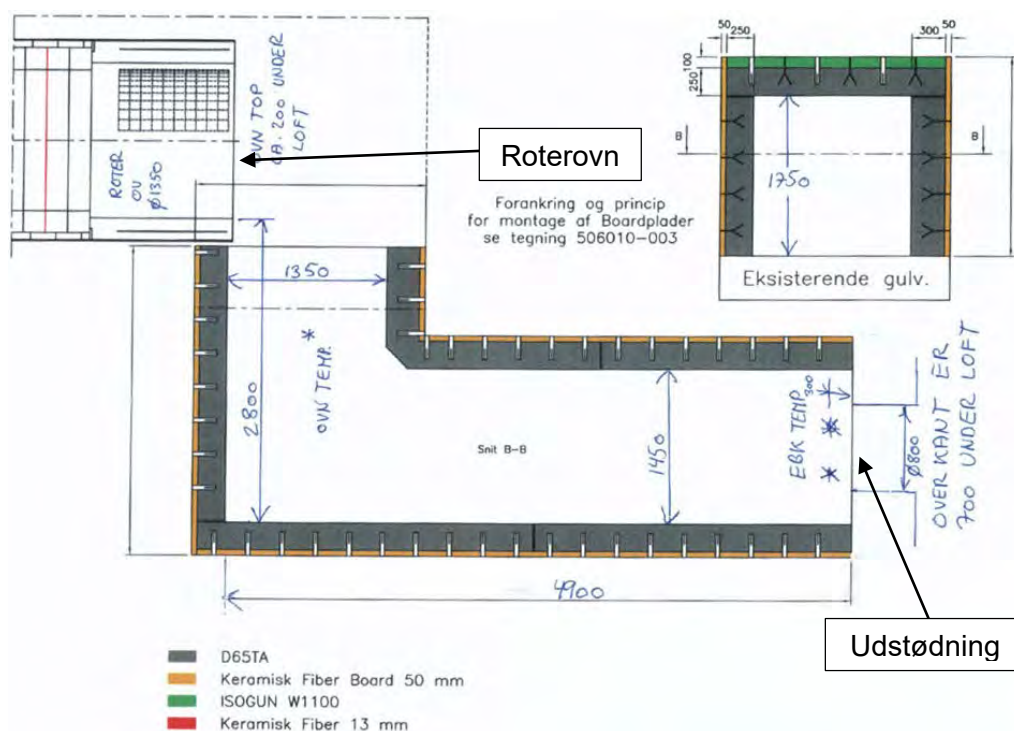 OVN TOP
CA. 200 UNDER
LOFT
ROTER
OV
Ø1350
Roterovn
Forankring og princip
for montage af Boardplader
se tegning 506010-003
50
250
300
50
100
250
B
B
1750
Eksisterende gulv.
1350
* OVN TEMP.
2800
Snit B-B
1450
EBK TEMP.
300
Ø800
OVERKANT ER
700 UNDER LOFT
4900
Udstødning
D65TA
Keramisk Fiber Board 50 mm
ISOGUN W1100
Keramisk Fiber 13 mm